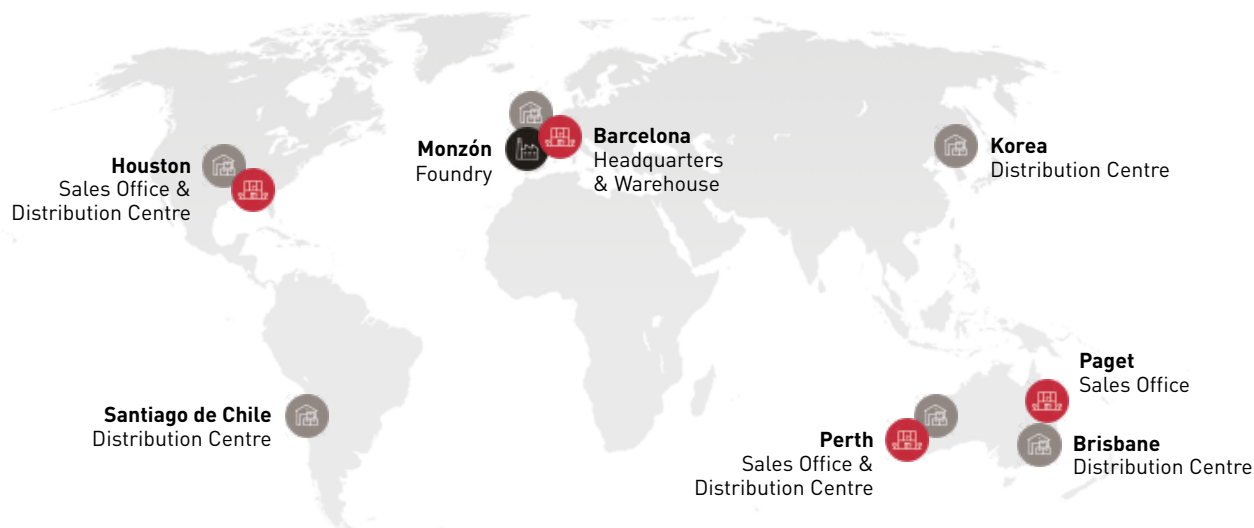 Houston
Sales Office &
Distribution Centre
Monzón
Foundry
Barcelona
Headquarters
& Warehouse
Korea
Distribution Centre
Santiago de Chile
Distribution Centre
Perth
Sales Office &
Distribution Centre
Paget
Sales Office
Brisbane
Distribution Centre